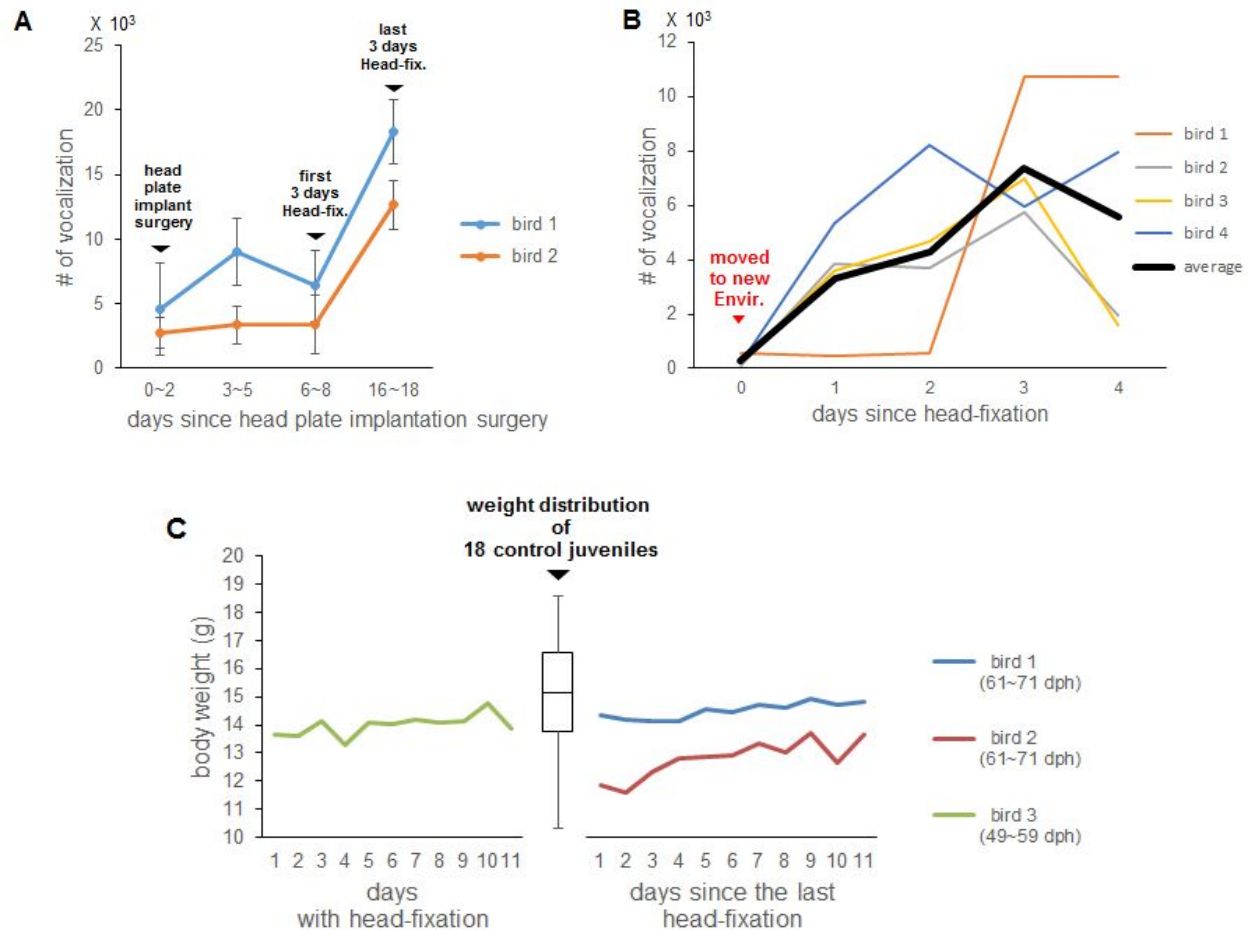 A
X 10³
25
20
15
10
5
0
# of vocalization
head
plate
implant
surgery
first
3 days
Head-fix.
last
3 days
Head-fix.
bird 1
bird 2
0~2
3~5
6~8
16~18
days since head plate implantation surgery
B
X 10³
12
10
8
6
4
2
0
# of vocalization
moved
to new
Envir.
bird 1
bird 2
bird 3
bird 4
average
0
1
2
3
4
days since head-fixation
C
weight distribution
of
18 control juveniles
20
19
18
17
16
15
14
13
12
11
10
body weight (g)
1 2 3 4 5 6 7 8 9 10 11
days
with head-fixation
1 2 3 4 5 6 7 8 9 10 11
days since the last
head-fixation
bird 1
(61~71 dph)
bird 2
(61~71 dph)
bird 3
(49~59 dph)